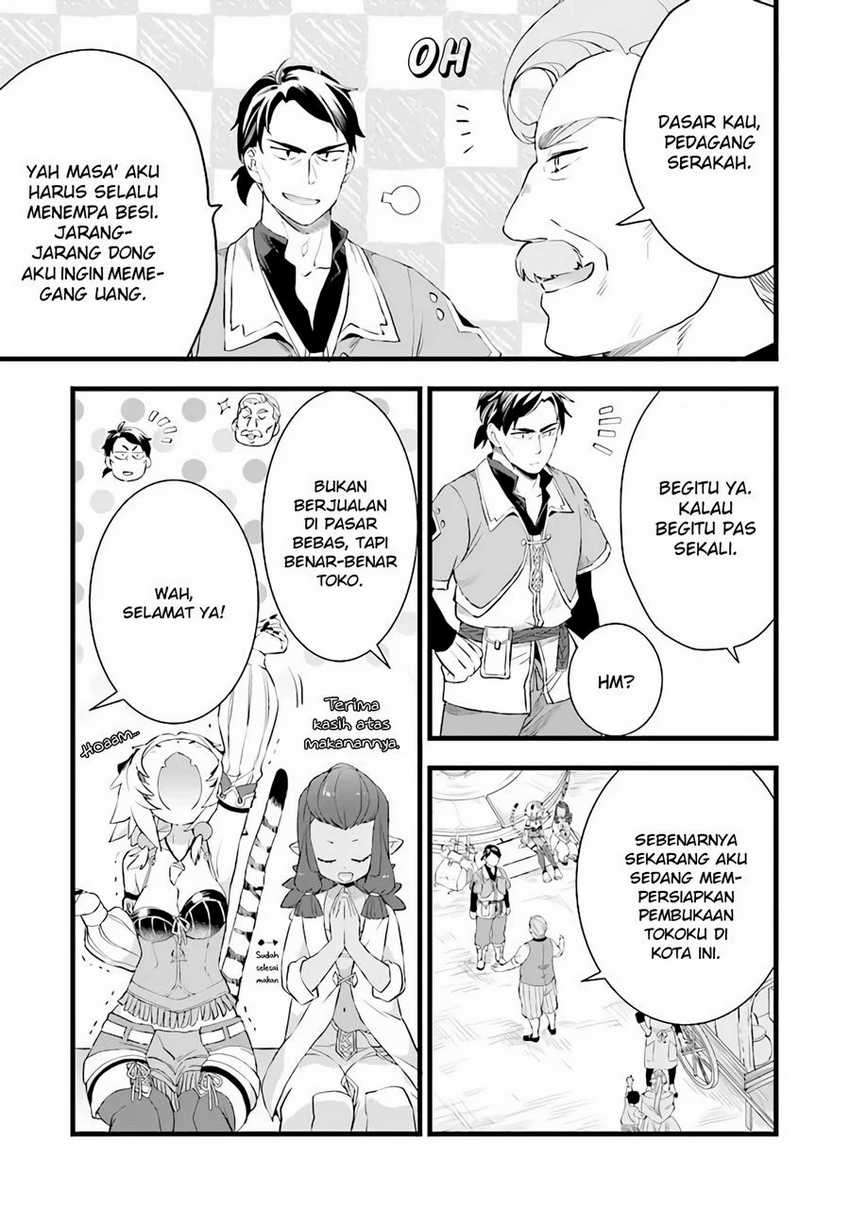 OH
DASAR KAU,
PEDAGANG
SERAKAH.
YAH MASA' AKU
HARUS SELALU
MENEMPA BESI.
JARANG-
JARANG DONG
AKU INGIN MEME-
GANG UANG.
BEGITU YA.
KALAU
BEGITU PAS
SEKALI.
HM?
SEBENARNYA
SEKARANG AKU
SEDANG MEM-
PERSIAPKAN
PEMBUKAAN
TOKOKU DI
KOTA INI.
BUKAN
BERJUALAN
DI PASAR
BEBAS, TAPI
BENAR-BENAR
TOKO.
WAH,
SELAMAT YA!
Terima
kasih atas
makanannya.
Hoaam...
Sudah
selesai
makan